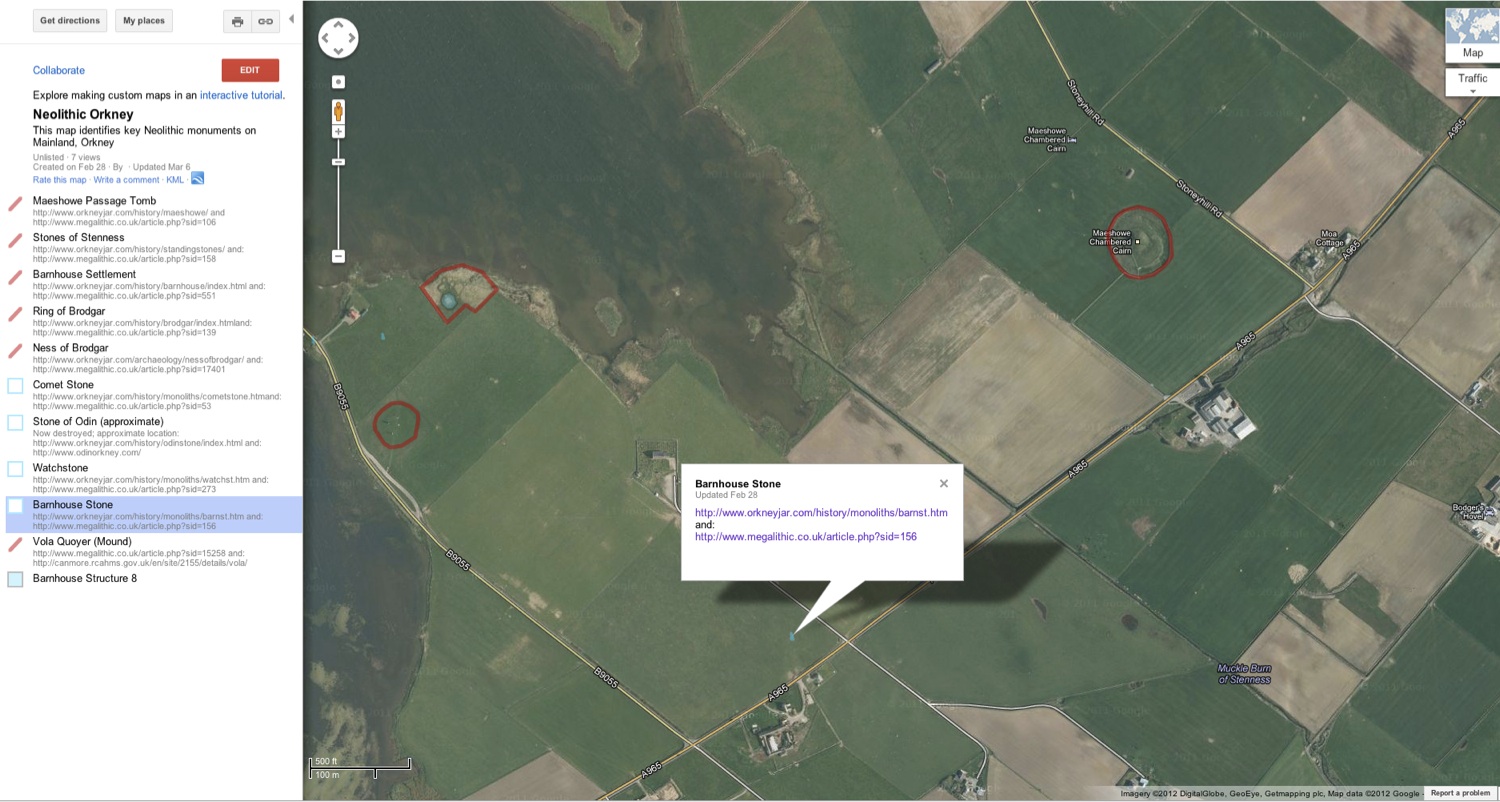 Get directions
My places
Collaborate
EDIT
Explore making custom maps in an interactive tutorial.
Neolithic Orkney
This map identifies key Neolithic monuments on
Mainland, Orkney
Unlisted · 7 views
Created on Feb 28 · By · Updated Mar 6
Rate this map · Write a comment · KML ·
Maeshowe Passage Tomb
http://www.orkneyjar.com/history/maeshowe/ and
http://www.megalithic.co.uk/article.php?sid=106
Stones of Stenness
http://www.orkneyjar.com/history/standingstones/ and:
http://www.megalithic.co.uk/article.php?sid=158
Barnhouse Settlement
http://www.orkneyjar.com/history/barnhouse/index.html and:
http://www.megalithic.co.uk/article.php?sid=551
Ring of Brodgar
http://www.orkneyjar.com/history/brodgar/index.htmland:
http://www.megalithic.co.uk/article.php?sid=139
Ness of Brodgar
http://www.orkneyjar.com/archaeology/nessofbrodgar/ and:
http://www.megalithic.co.uk/article.php?sid=17401
Comet Stone
http://www.orkneyjar.com/history/monoliths/cometstone.htmand:
http://www.megalithic.co.uk/article.php?sid=53
Stone of Odin (approximate)
Now destroyed; approximate location:
http://www.orkneyjar.com/history/odinstone/index.html and:
http://www.odinorkney.com/
Watchstone
http://www.orkneyjar.com/history/monoliths/watchst.htm and:
http://www.megalithic.co.uk/article.php?sid=273
Barnhouse Stone
http://www.orkneyjar.com/history/monoliths/barnst.htm and:
http://www.megalithic.co.uk/article.php?sid=156
Vola Quoyer (Mound)
http://www.megalithic.co.uk/article.php?sid=15258 and:
http://canmore.rcahms.gov.uk/en/site/2155/details/vola/
Barnhouse Structure 8
Map
Traffic
Stoneyhill Rd
A965
Maeshowe
Chambered
Cairn
Stoneyhill Rd
Maeshowe
Chambered
Cairn
Moa
Cottage
A965
A965
B9055
A965
Barnhouse Stone
Updated Feb 28
http://www.orkneyjar.com/history/monoliths/barnst.htm
and:
http://www.megalithic.co.uk/article.php?sid=156
Bodger's
Hovel
B9055
B9055
Muckle Burn
of Stenness
A965
A965
500 ft
100 m
Imagery ©2012 DigitalGlobe, GeoEye, Getmapping plc, Map data ©2012 Google -
Report a problem